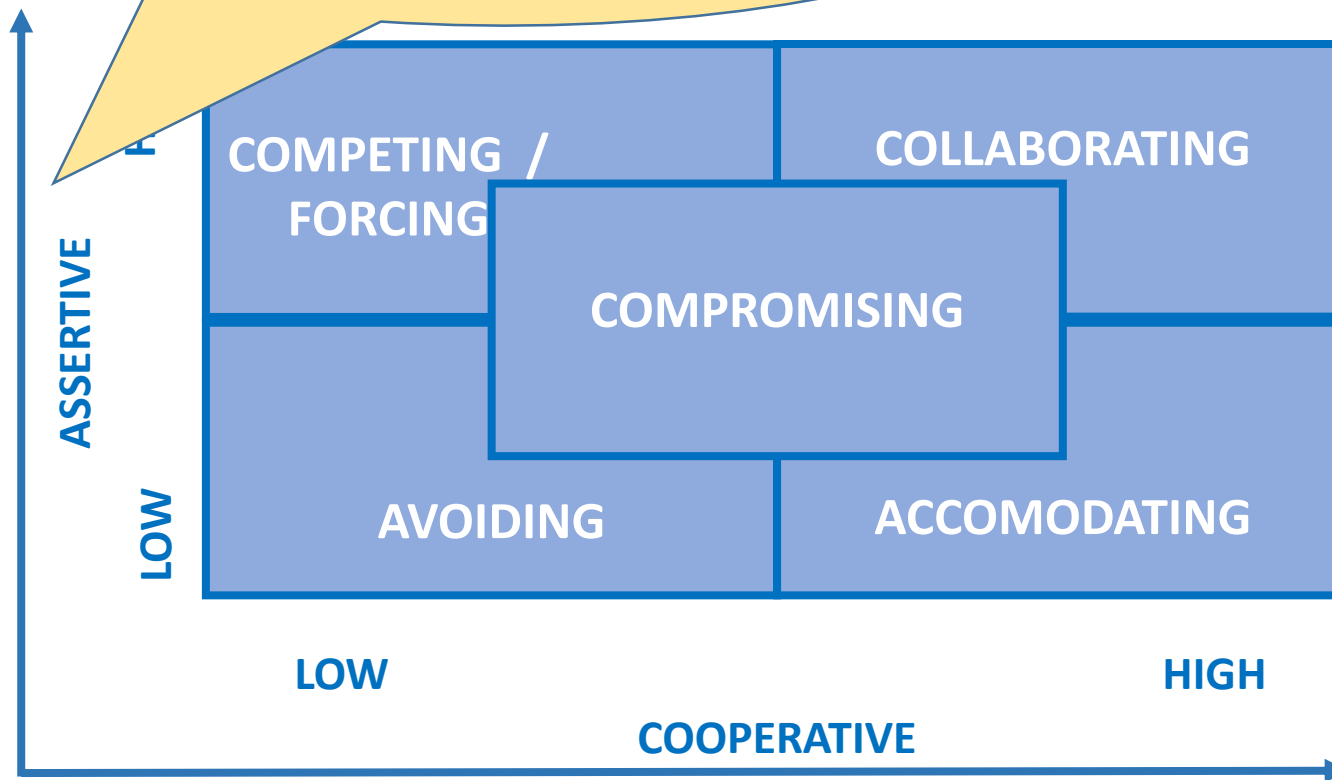 COMPETING /
FORCING
COLLABORATING
COMPROMISING
AVOIDING
ACCOMODATING
ASSERTIVE
LOW
LOW
HIGH
COOPERATIVE